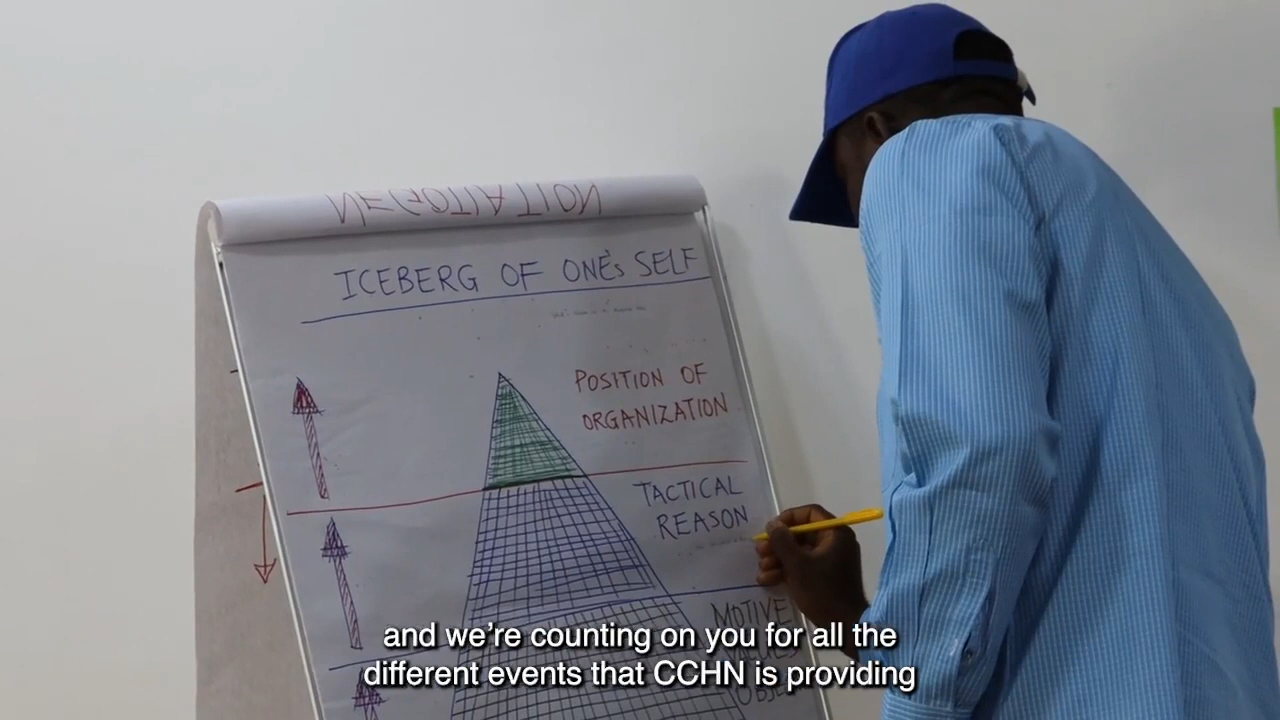 NEGOTIATION
ICEBERG OF ONE's SELF
POSITION OF
ORGANIZATION
TACTICAL
REASON
MOTIVE
and we're counting on you for all the
different events that CCHN is providing